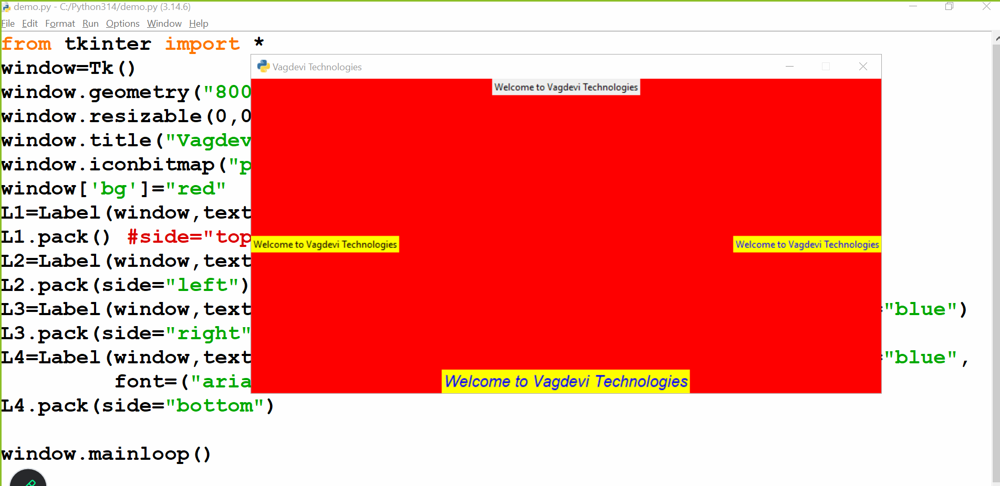 demo.py - C:/Python314/demo.py (3.14.6)
File Edit Format Run Options Window Help
from tkinter import *
window=Tk()
window.geometry("800
window.resizable(0,0
window.title("Vagdev
window.iconbitmap("p
window['bg']="red"
L1=Label(window,text
L1.pack() #side="top
L2=Label(window,text
L2.pack(side="left")
L3=Label(window,text ="blue")
L3.pack(side="right"
L4=Label(window,text ="blue",
font=("aria
L4.pack(side="bottom")
window.mainloop()
Vagdevi Technologies
Welcome to Vagdevi Technologies
Welcome to Vagdevi Technologies
Welcome to Vagdevi Technologies
Welcome to Vagdevi Technologies